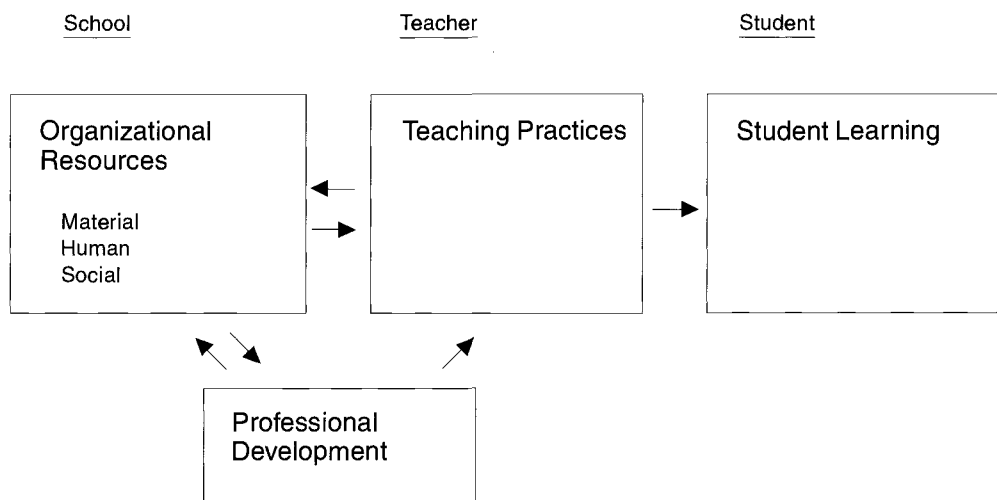 School
Teacher
Student
Organizational
Resources
Material
Human
Social
Teaching Practices
Student Learning
Professional
Development